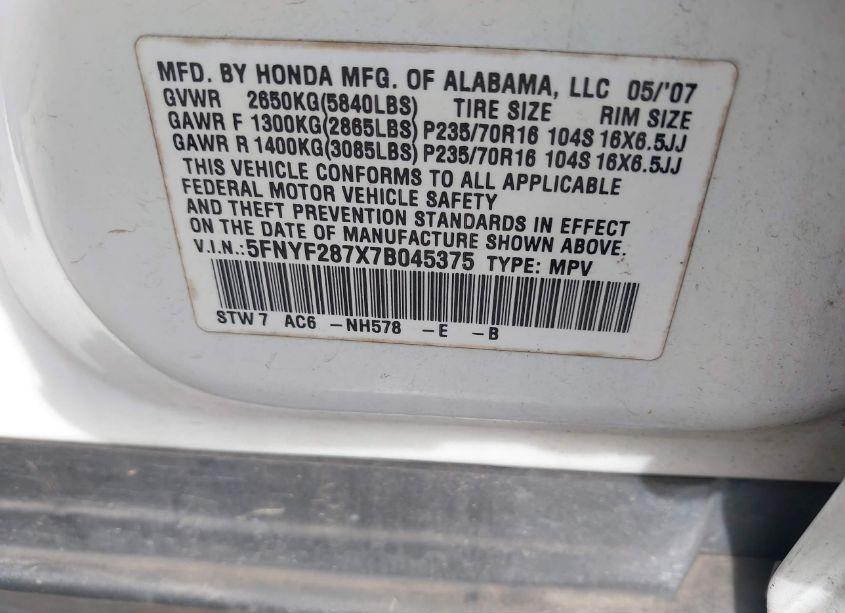 MFD. BY HONDA MFG. OF ALABAMA, LLC 05/'07
GVWR 2650KG(5840LBS) TIRE SIZE RIM SIZE
GAWR F 1300KG(2865LBS) P235/70R16 104S 16X6.5JJ
GAWR R 1400KG(3085LBS) P235/70R16 104S 16X6.5JJ
THIS VEHICLE CONFORMS TO ALL APPLICABLE
FEDERAL MOTOR VEHICLE SAFETY
AND THEFT PREVENTION STANDARDS IN EFFECT
ON THE DATE OF MANUFACTURE SHOWN ABOVE.
V.I.N.:5FNYF287X7B045375 TYPE: MPV
STW7 AC6 -NH578 -E -B